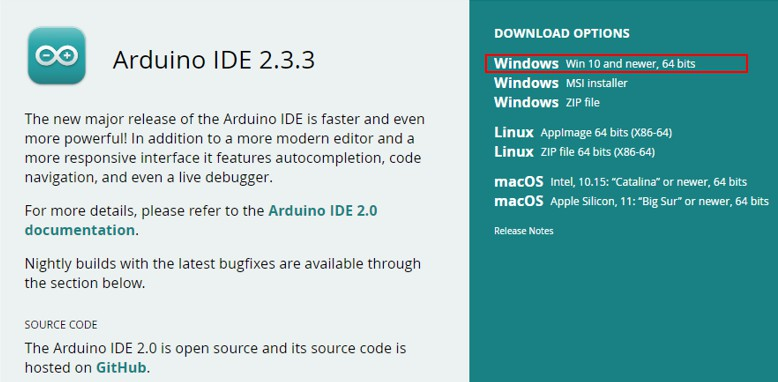 Arduino IDE 2.3.3
The new major release of the Arduino IDE is faster and even
more powerful! In addition to a more modern editor and a
more responsive interface it features autocompletion, code
navigation, and even a live debugger.
For more details, please refer to the Arduino IDE 2.0
documentation.
Nightly builds with the latest bugfixes are available through
the section below.
SOURCE CODE
The Arduino IDE 2.0 is open source and its source code is
hosted on GitHub.
DOWNLOAD OPTIONS
Windows Win 10 and newer, 64 bits
Windows MSI installer
Windows ZIP file
Linux AppImage 64 bits (X86-64)
Linux ZIP file 64 bits (X86-64)
macOS Intel, 10.15: “Catalina” or newer, 64 bits
macOS Apple Silicon, 11: “Big Sur” or newer, 64 bits
Release Notes